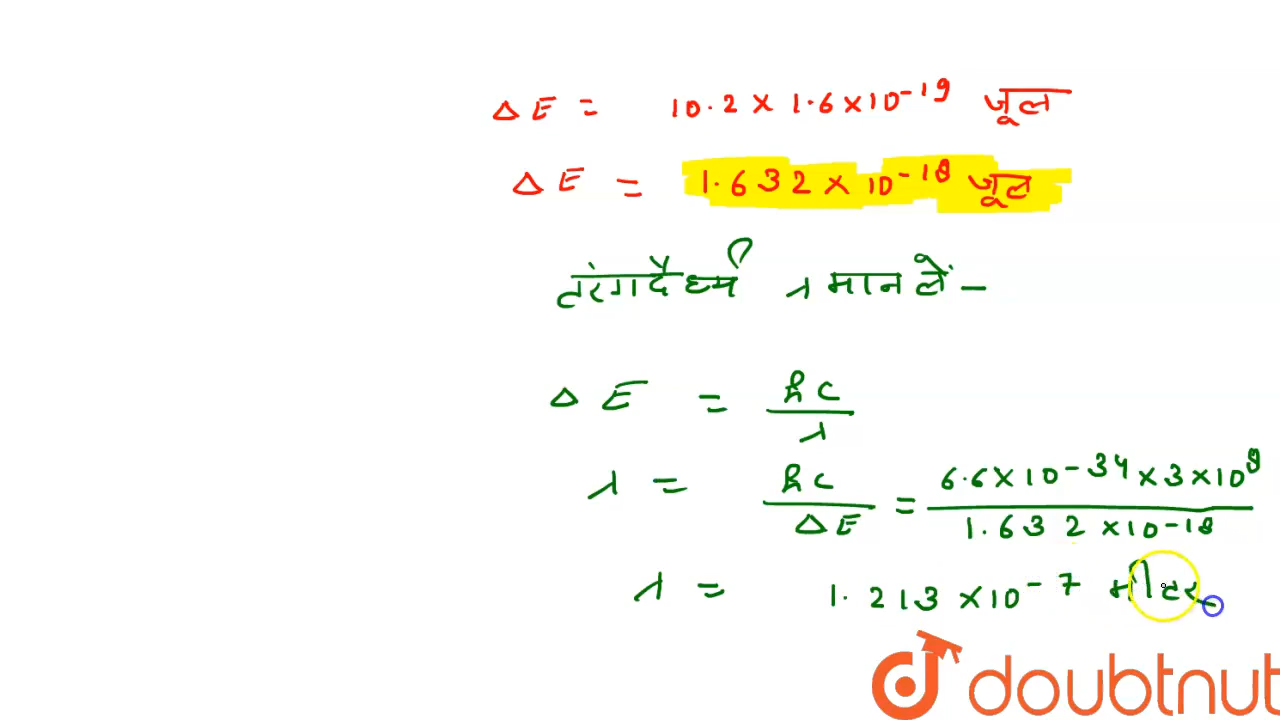 ΔE = 10.2 × 1.6 × 10⁻¹⁹ जूल
ΔE = 1.632 × 10⁻¹⁸ जूल
तरंगदैर्ध्य λ मान लें –
ΔE = hc/λ
λ = hc/ΔE = 6.6×10⁻³⁴ × 3×10⁸/1.632 ×10⁻¹⁸
λ = 1.213 ×10⁻⁷ मीटर
doubtnut